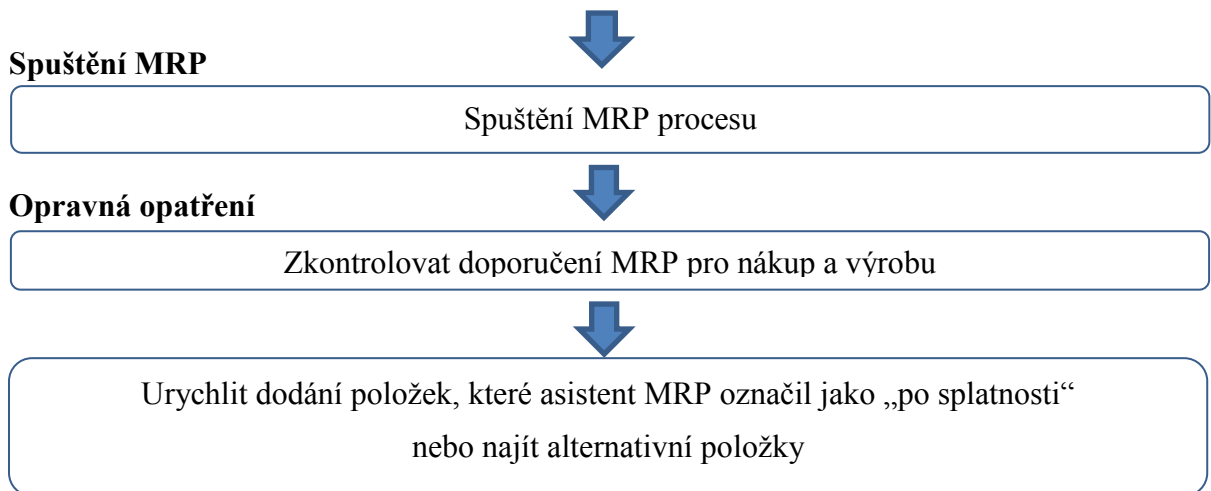 Spuštění MRP
Spuštění MRP procesu
Opravná opatření
Zkontrolovat doporučení MRP pro nákup a výrobu
Urychlit dodání položek, které asistent MRP označil jako „po splatnosti“
nebo najít alternativní položky